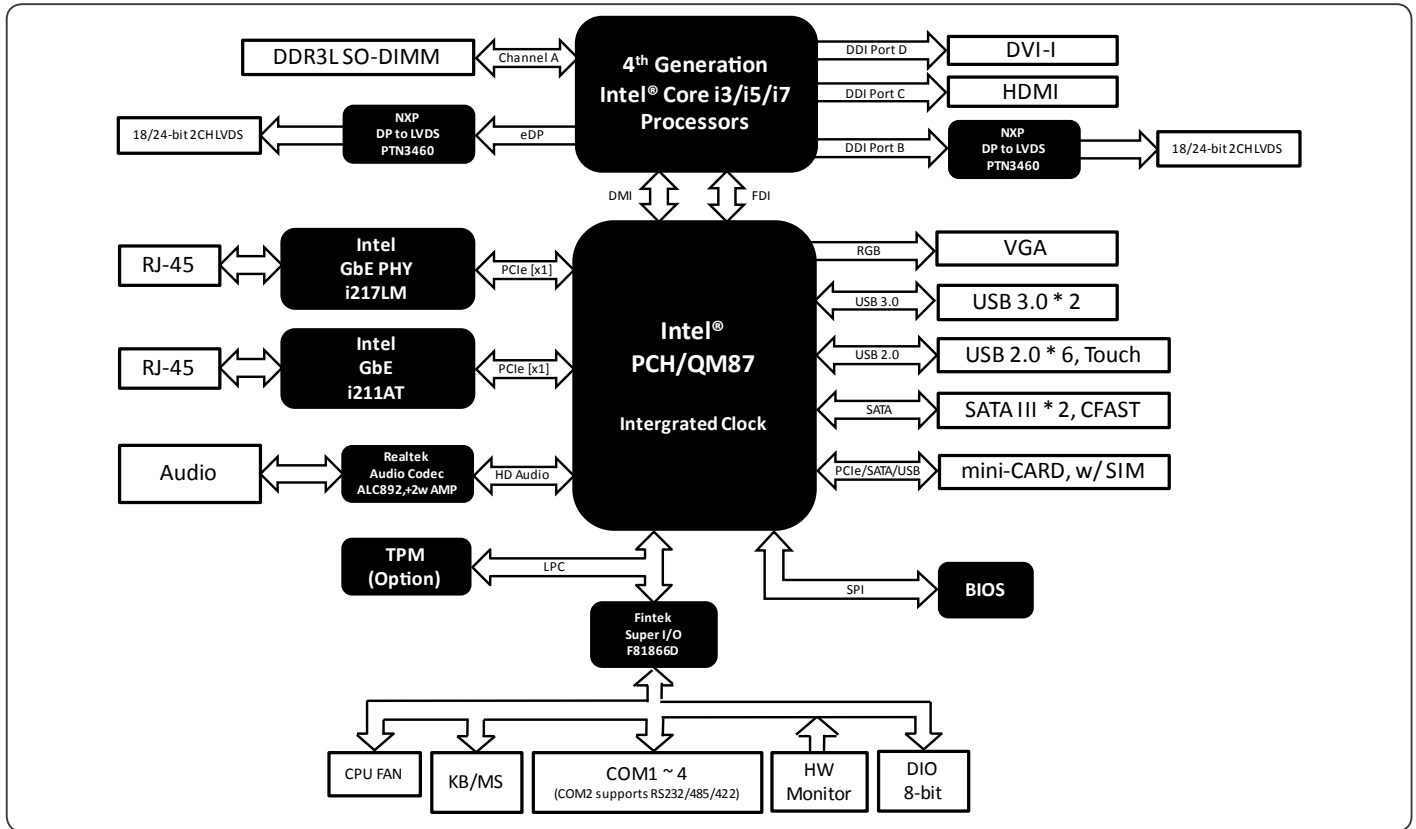 DDR3L SO-DIMM
Channel A
4th Generation
Intel® Core i3/i5/i7
Processors
DDI Port D
DVI-I
DDI Port C
HDMI
18/24-bit 2CH LVDS
NXP
DP to LVDS
PTN3460
eDP
DDI Port B
NXP
DP to LVDS
PTN3460
18/24-bit 2CH LVDS
DMI
FDI
RJ-45
Intel
GbE PHY
i217LM
PCIe [x1]
RJ-45
Intel
GbE
i211AT
PCIe [x1]
Audio
Realtek
Audio Codec
ALC892,+2w AMP
HD Audio
Intel®
PCH/QM87
Intergrated Clock
RGB
VGA
USB 3.0
USB 3.0 * 2
USB 2.0
USB 2.0 * 6, Touch
SATA
SATA III * 2, CFAST
PCIe/SATA/USB
mini-CARD, w/ SIM
TPM
(Option)
LPC
SPI
BIOS
Fintek
Super I/O
F81866D
CPU FAN
KB/MS
COM1 ~ 4
(COM2 supports RS232/485/422)
HW
Monitor
DIO
8-bit